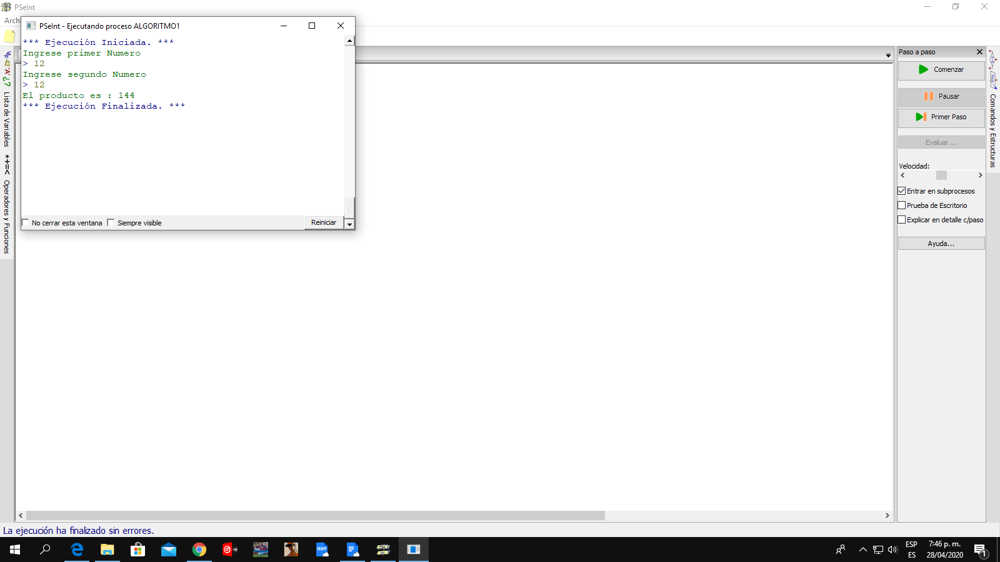 PSeInt
Archi
PSeInt - Ejecutando proceso ALGORITMO1
*** Ejecución Iniciada. ***
Ingrese primer Numero
> 12
Ingrese segundo Numero
> 12
El producto es : 144
*** Ejecución Finalizada. ***
No cerrar esta ventana
Siempre visible
Reiniciar
Lista de Variables
*+=< Operadores y Funciones
Paso a paso
Comenzar
Pausar
Primer Paso
Evaluar...
Velocidad:
Entrar en subprocesos
Prueba de Escritorio
Explicar en detalle c/paso
Ayuda...
Comandos y Estructuras
La ejecución ha finalizado sin errores.
HWP
ESP
ES
7:46 p. m.
28/04/2020
1